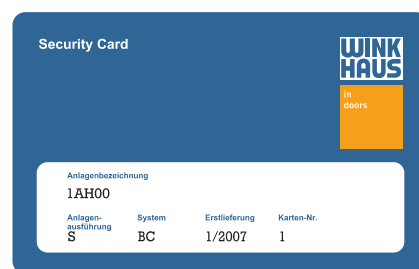 Security Card
WINK
HAUS
in
doors
Anlagenbezeichnung
1AH00
Anlagen-
ausführung
System
Erstlieferung
Karten-Nr.
S
BC
1/2007
1